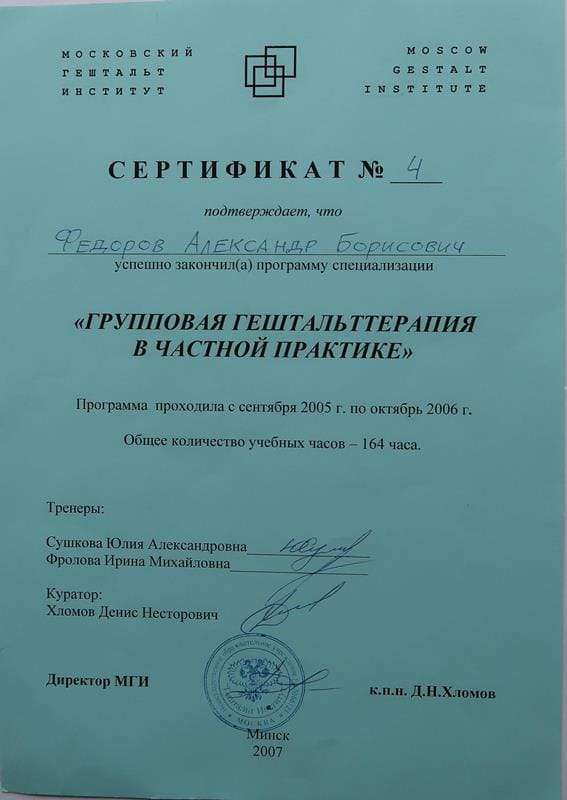 МОСКОВСКИЙ
ГЕШТАЛЬТ
ИНСТИТУТ
MOSCOW
GESTALT
INSTITUTE
СЕРТИФИКАТ № 4
подтверждает, что
Федоров Александр Борисович
успешно закончил(а) программу специализации
«ГРУППОВАЯ ГЕШТАЛЬТТЕРАПИЯ
В ЧАСТНОЙ ПРАКТИКЕ»
Программа проходила с сентября 2005 г. по октябрь 2006 г.
Общее количество учебных часов – 164 часа.
Тренеры:
Сушкова Юлия Александровна
Фролова Ирина Михайловна
Куратор:
Хломов Денис Несторович
Директор МГИ
к.п.н. Д.Н.Хломов
МОСКВА
Минск
2007